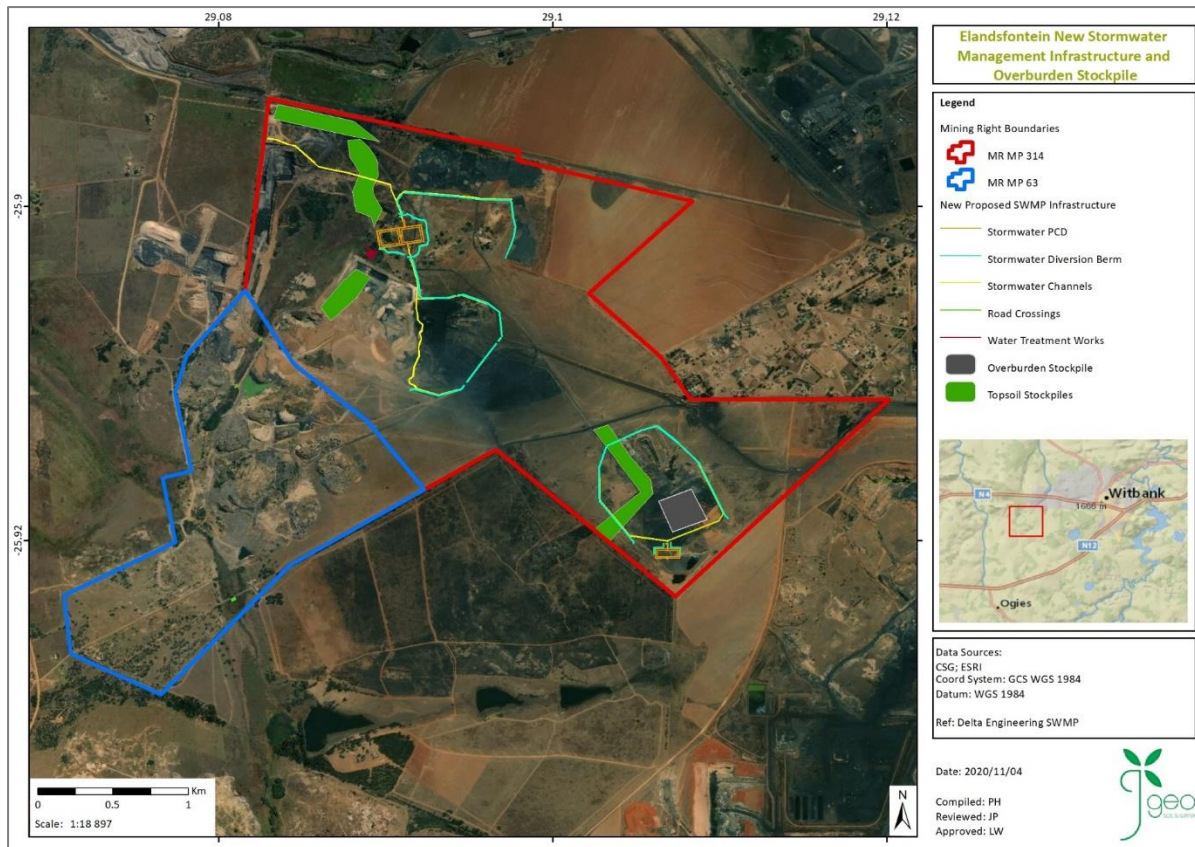 29.08
29.1
29.12
-25.9
-25.92
Km
0
0.5
1
Scale: 1:18 897
N
Elandsfontein New Stormwater
Management Infrastructure and
Overburden Stockpile
Legend
Mining Right Boundaries
MR MP 314
MR MP 63
New Proposed SWMP Infrastructure
Stormwater PCD
Stormwater Diversion Berm
Stormwater Channels
Road Crossings
Water Treatment Works
Overburden Stockpile
Topsoil Stockpiles
N4
Witbank
1666 m
N12
Ogies
Data Sources:
CSG; ESRI
Coord System: GCS WGS 1984
Datum: WGS 1984
Ref: Delta Engineering SWMP
Date: 2020/11/04
Compiled: PH
Reviewed: JP
Approved: LW
geo